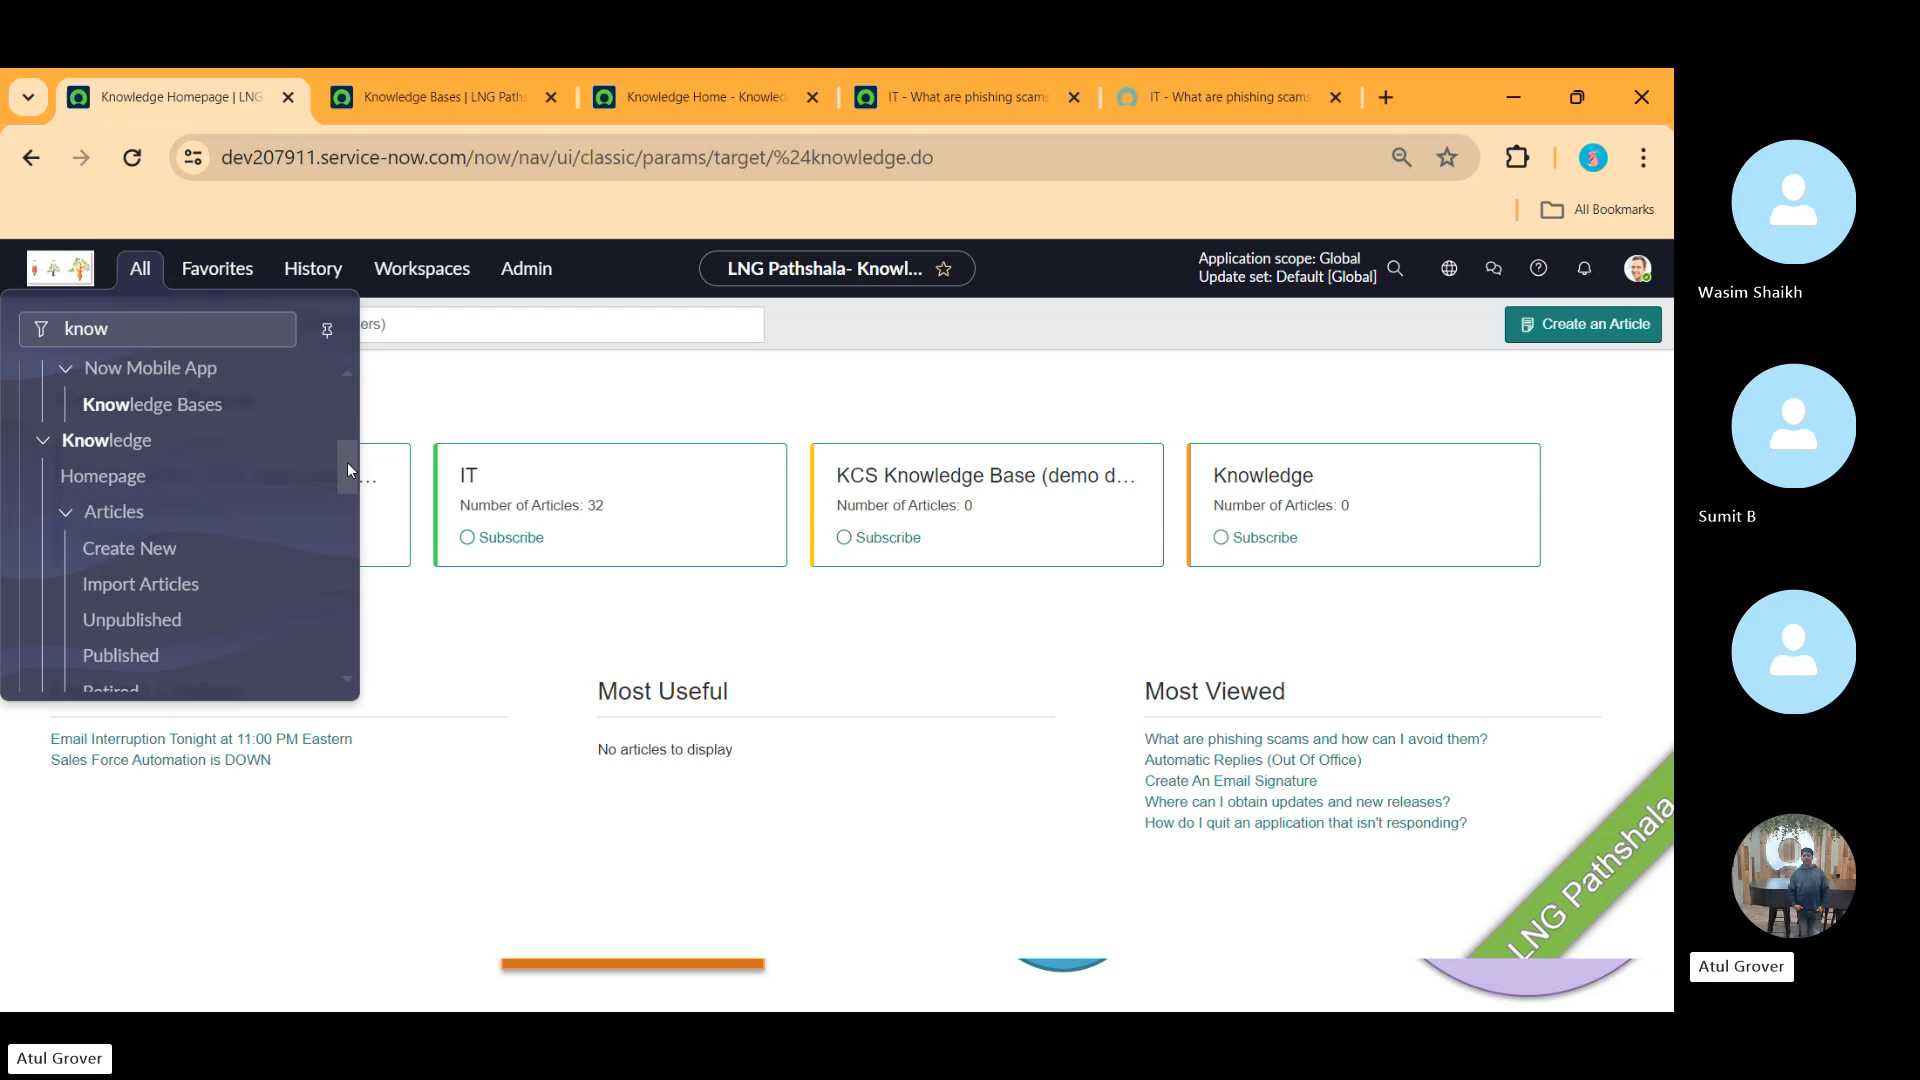 Knowledge Homepage | LNG
Knowledge Bases | LNG Paths
Knowledge Home - Knowled
IT - What are phishing scams
IT - What are phishing scams
dev207911.service-now.com/now/nav/ui/classic/params/target/%24knowledge.do
All Bookmarks
All
Favorites
History
Workspaces
Admin
LNG Pathshala- Knowl...
Application scope: Global
Update set: Default [Global]
know
ers)
Create an Article
Now Mobile App
Knowledge Bases
Knowledge
Homepage
Articles
Create New
Import Articles
Unpublished
Published
Retired
...
IT
Number of Articles: 32
Subscribe
KCS Knowledge Base (demo d...
Number of Articles: 0
Subscribe
Knowledge
Number of Articles: 0
Subscribe
Email Interruption Tonight at 11:00 PM Eastern
Sales Force Automation is DOWN
Most Useful
No articles to display
Most Viewed
What are phishing scams and how can I avoid them?
Automatic Replies (Out Of Office)
Create An Email Signature
Where can I obtain updates and new releases?
How do I quit an application that isn't responding?
LNG Pathshala
Wasim Shaikh
Sumit B
Atul Grover
Atul Grover